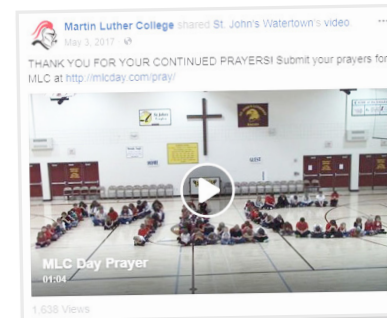 Martin Luther College shared St. John's Watertown's video.
May 3, 2017
THANK YOU FOR YOUR CONTINUED PRAYERS! Submit your prayers for
MLC at http://mlcday.com/pray/
MLC Day Prayer
01:04
1,638 Views